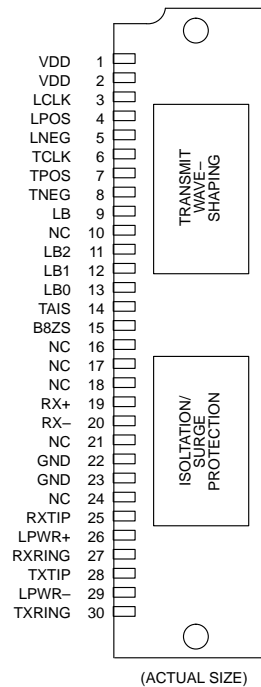 VDD 1
VDD 2
LCLK 3
LPOS 4
LNEG 5
TCLK 6
TPOS 7
TNEG 8
LB 9
NC 10
LB2 11
LB1 12
LB0 13
TAIS 14
B8ZS 15
NC 16
NC 17
NC 18
RX+ 19
RX– 20
NC 21
GND 22
GND 23
NC 24
RXTIP 25
LPWR+ 26
RXRING 27
TXTIP 28
LPWR– 29
TXRING 30
TRANSMIT
WAVE–
SHAPING
ISOLTATION/
SURGE
PROTECTION
(ACTUAL SIZE)